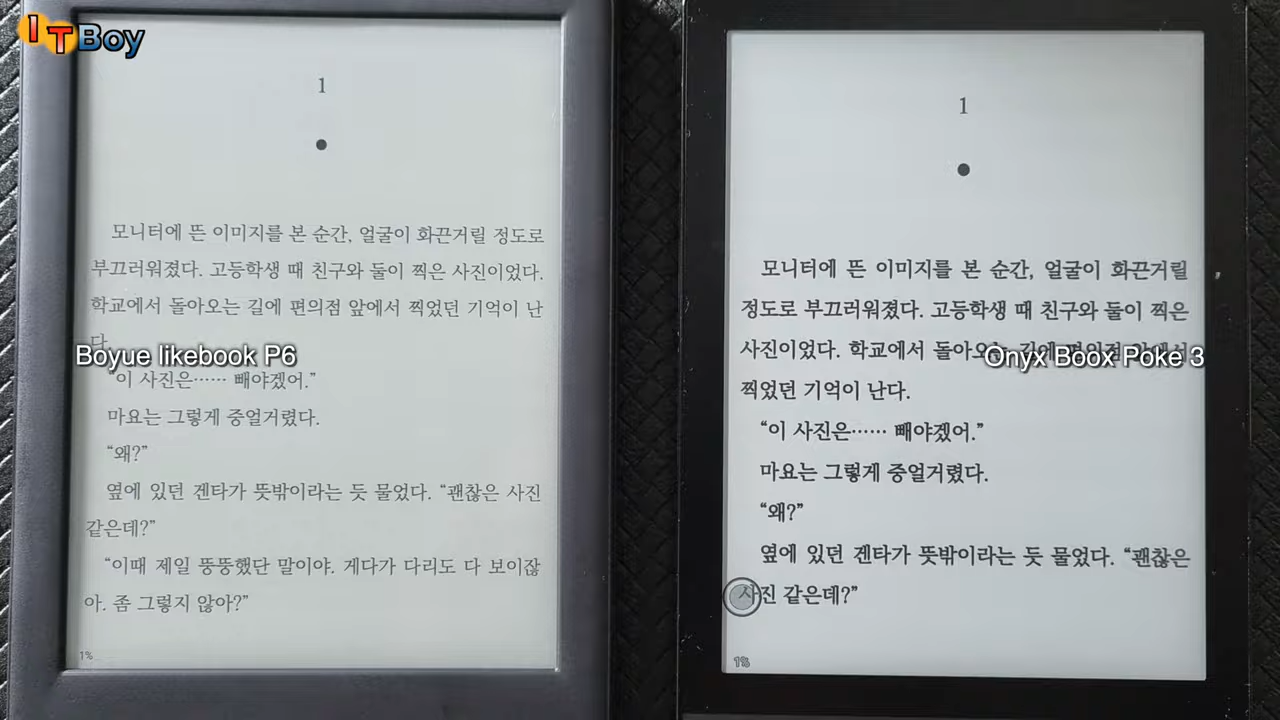 ITBoy
1
모니터에 뜬 이미지를 본 순간, 얼굴이 화끈거릴 정도로
부끄러워졌다. 고등학생 때 친구와 둘이 찍은 사진이었다.
학교에서 돌아오는 길에 편의점 앞에서 찍었던 기억이 난
다.
Boyue likebook P6
“이 사진은…… 빼야겠어.”
마요는 그렇게 중얼거렸다.
“왜?”
옆에 있던 겐타가 뜻밖이라는 듯 물었다. “괜찮은 사진
같은데?”
“이때 제일 뚱뚱했단 말이야. 게다가 다리도 다 보이잖
아. 좀 그렇지 않아?”
1%
1
모니터에 뜬 이미지를 본 순간, 얼굴이 화끈거릴
정도로 부끄러워졌다. 고등학생 때 친구와 둘이 찍은
사진이었다. 학교에서 돌아오는 길에 편의점 앞에서
Onyx Boox Poke 3
찍었던 기억이 난다.
“이 사진은…… 빼야겠어.”
마요는 그렇게 중얼거렸다.
“왜?”
옆에 있던 겐타가 뜻밖이라는 듯 물었다. “괜찮은
사진 같은데?”
1%